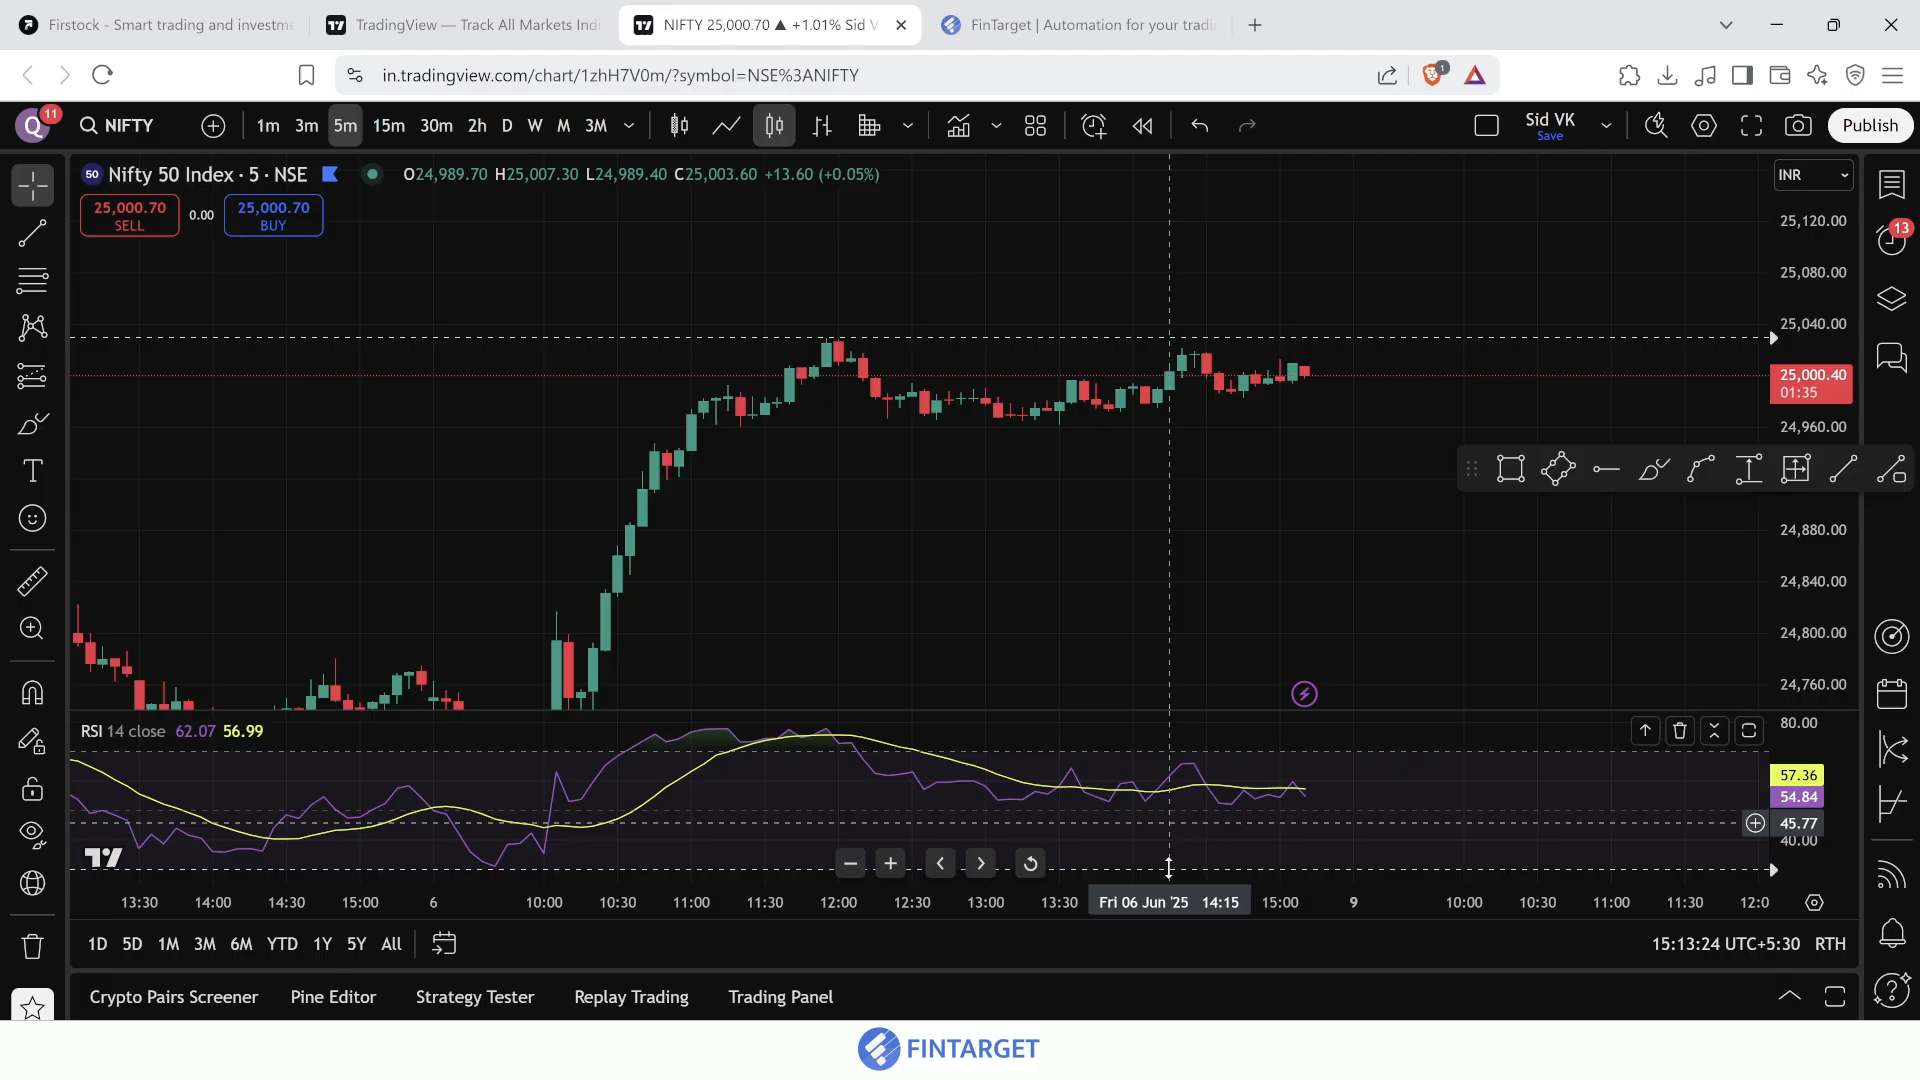 Firstock - Smart trading and investme
TradingView — Track All Markets Indi
NIFTY 25,000.70 ▲ +1.01% Sid V
FinTarget | Automation for your tradi
in.tradingview.com/chart/1zhH7V0m/?symbol=NSE%3ANIFTY
1
Q
11
NIFTY
1m 3m 5m 15m 30m 2h D W M 3M
Sid VK
Save
Publish
50
Nifty 50 Index · 5 · NSE
O24,989.70 H25,007.30 L24,989.40 C25,003.60 +13.60 (+0.05%)
INR
25,000.70
SELL
0.00
25,000.70
BUY
25,120.00
13
25,080.00
25,040.00
25,000.40
01:35
24,960.00
24,880.00
24,840.00
24,800.00
24,760.00
RSI 14 close 62.07 56.99
80.00
57.36
54.84
45.77
40.00
13:30 14:00 14:30 15:00 6 10:00 10:30 11:00 11:30 12:00 12:30 13:00 13:30 Fri 06 Jun '25 14:15 15:00 9 10:00 10:30 11:00 11:30 12:0
1D 5D 1M 3M 6M YTD 1Y 5Y All
15:13:24 UTC+5:30 RTH
Crypto Pairs Screener Pine Editor Strategy Tester Replay Trading Trading Panel
FINTARGET